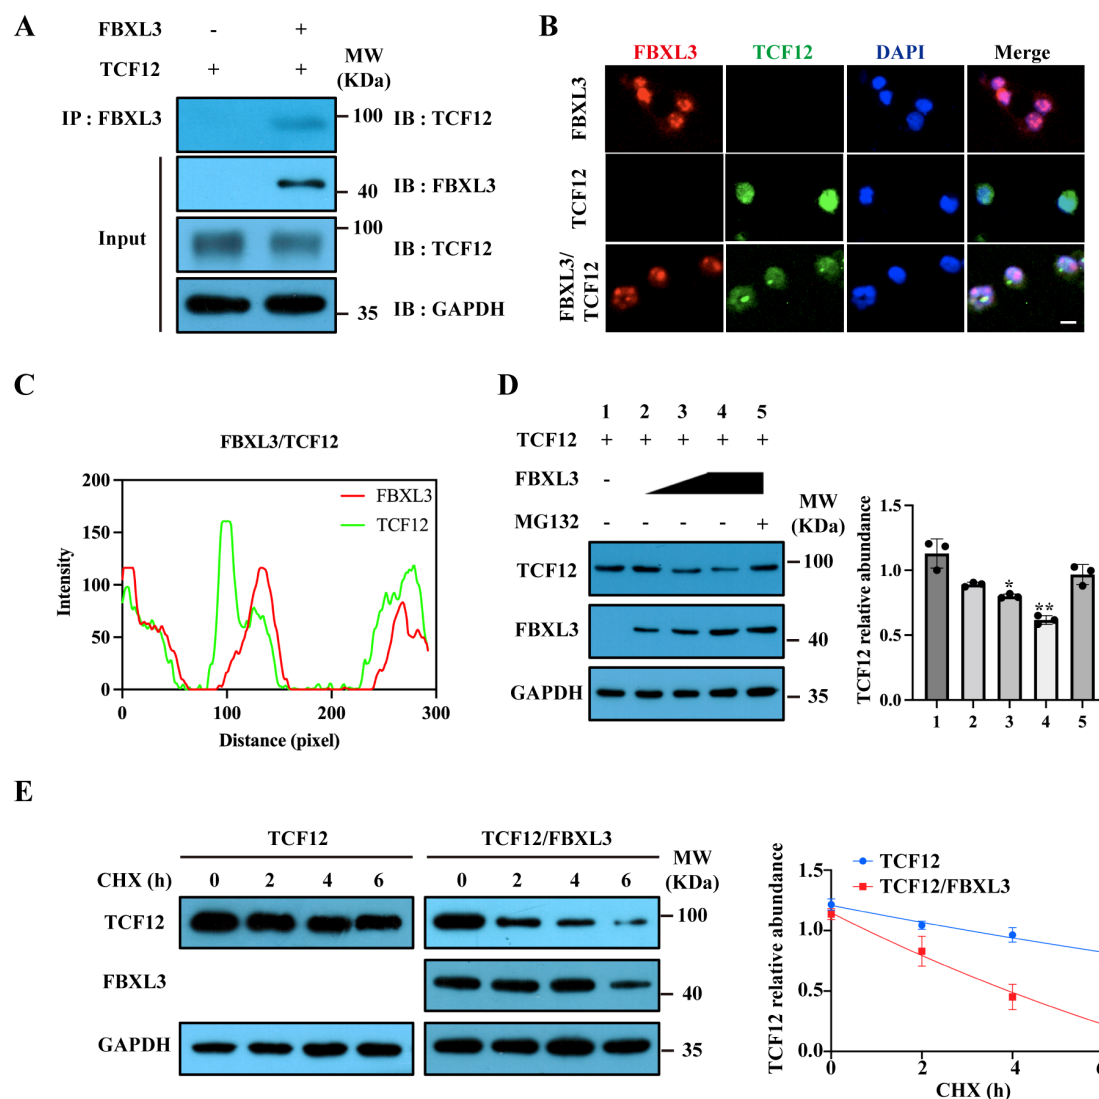 A
FBXL3 - +
TCF12 + +
MW
(KDa)
IP : FBXL3
100
IB : TCF12
40
IB : FBXL3
Input
100
IB : TCF12
35
IB : GAPDH
B
FBXL3 TCF12 DAPI Merge
FBXL3
TCF12
FBXL3/
TCF12
C
FBXL3/TCF12
FBXL3
TCF12
200
150
100
50
0
Intensity
0 100 200 300
Distance (pixel)
D
1 2 3 4 5
TCF12 + + + + +
FBXL3 -
MG132 - - - - +
MW
(KDa)
TCF12 100
FBXL3 40
GAPDH 35
TCF12 relative abundance
1.5
1.0
0.5
0.0
* **
1 2 3 4 5
E
TCF12 TCF12/FBXL3
MW
(KDa)
CHX (h) 0 2 4 6 0 2 4 6
TCF12 100
FBXL3 40
GAPDH 35
TCF12 relative abundance
TCF12
TCF12/FBXL3
1.5
1.0
0.5
0.0
0 2 4 6
CHX (h)